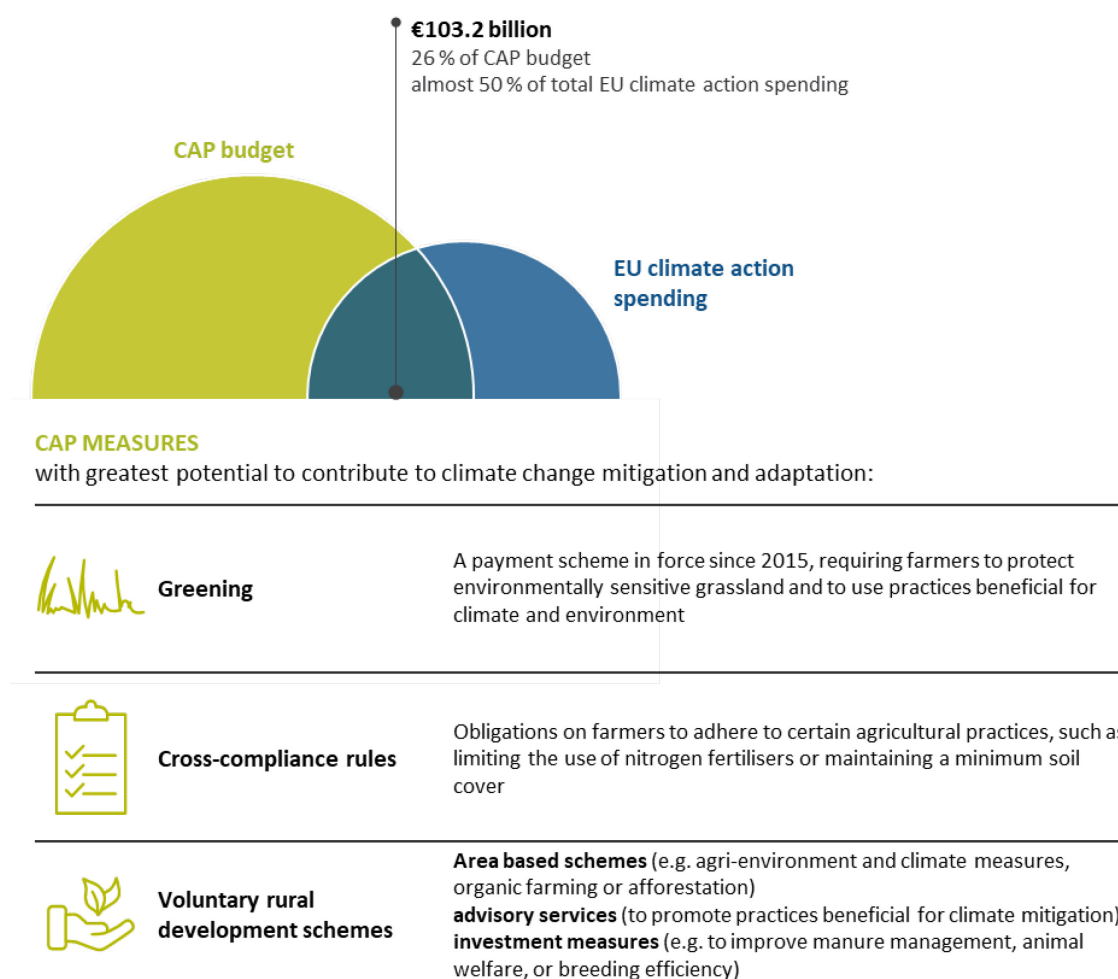 €103.2 billion
26 % of CAP budget
almost 50 % of total EU climate action spending
CAP budget
EU climate action
spending
CAP MEASURES
with greatest potential to contribute to climate change mitigation and adaptation:
Greening
A payment scheme in force since 2015, requiring farmers to protect
environmentally sensitive grassland and to use practices beneficial for
climate and environment
Cross-compliance rules
Obligations on farmers to adhere to certain agricultural practices, such as
limiting the use of nitrogen fertilisers or maintaining a minimum soil
cover
Voluntary rural
development schemes
Area based schemes (e.g. agri-environment and climate measures,
organic farming or afforestation)
advisory services (to promote practices beneficial for climate mitigation)
investment measures (e.g. to improve manure management, animal
welfare, or breeding efficiency)